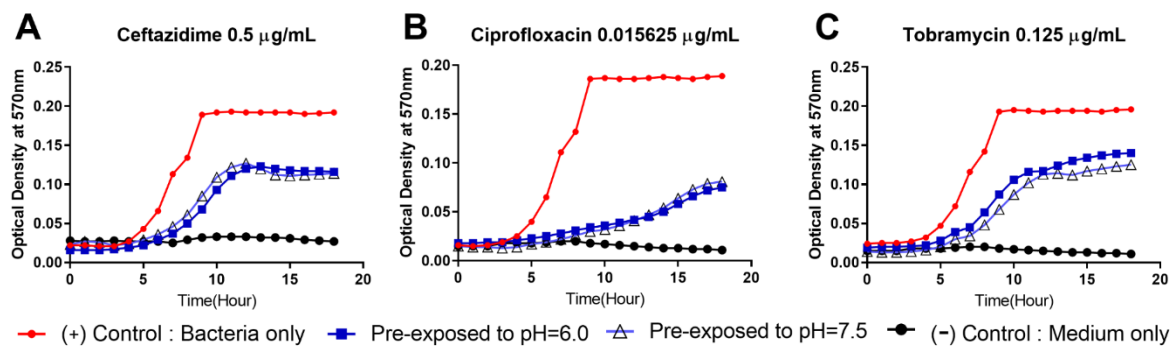 A
Ceftazidime 0.5 μg/mL
Optical Density at 570nm
0.25
0.20
0.15
0.10
0.05
0.00
0 5 10 15 20
Time(Hour)
B
Ciprofloxacin 0.015625 μg/mL
Optical Density at 570nm
0.25
0.20
0.15
0.10
0.05
0.00
0 5 10 15 20
Time(Hour)
C
Tobramycin 0.125 μg/mL
Optical Density at 570nm
0.25
0.20
0.15
0.10
0.05
0.00
0 5 10 15 20
Time(Hour)
(+) Control : Bacteria only Pre-exposed to pH=6.0 Pre-exposed to pH=7.5 (−) Control : Medium only